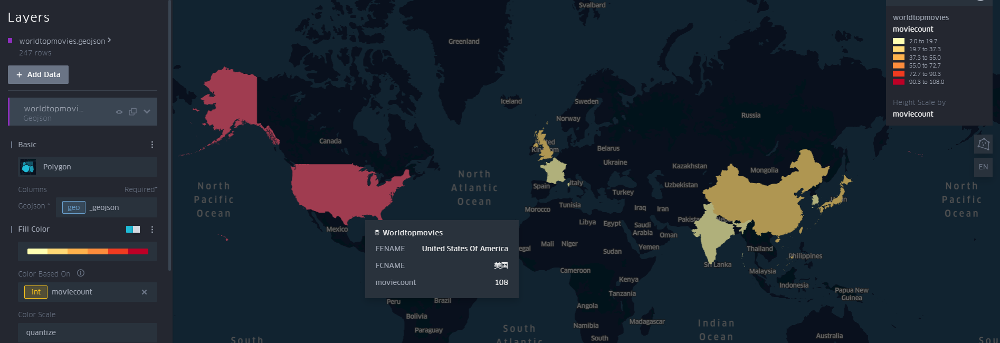 Layers
worldtopmovies.geojson
247 rows
+ Add Data
worldtopmovi...
Geojson
Basic
Polygon
Columns Required*
Geojson * geo _geojson
Fill Color
Color Based On
int moviecount
Color Scale
quantize
Svalbard
Greenland
Iceland
Sweden
Norway
Russia
Canada
United
Kingdom
Belarus
Ukraine
Kazakhstan
Mongolia
North
Pacific
Ocean
North
Atlantic
Ocean
Spain
Italy
Uzbekistan
Turkey
North
Pacific
Ocean
Morocco
Tunisia
Iraq
Iran
Libya
Egypt
Saudi
Arabia
Oman
Mexico
egal
Mali
Niger
Sudan
Yemen
Thailand
Philippines
Sri Lanka
Malaysia
Cameroon
Kenya
Indonesia
Papua New
Guinea
Tanzania
Peru
Brazil
Angola
Bolivia
Madagascar
Namibia
Paraguay
South
Atlantic
Indian
Ocean
South
South
Australia
Worldtopmovies
FENAME United States Of America
FCNAME 美国
moviecount 108
worldtopmovies
moviecount
2.0 to 19.7
19.7 to 37.3
37.3 to 55.0
55.0 to 72.7
72.7 to 90.3
90.3 to 108.0
Height Scale by
moviecount
EN
Sou